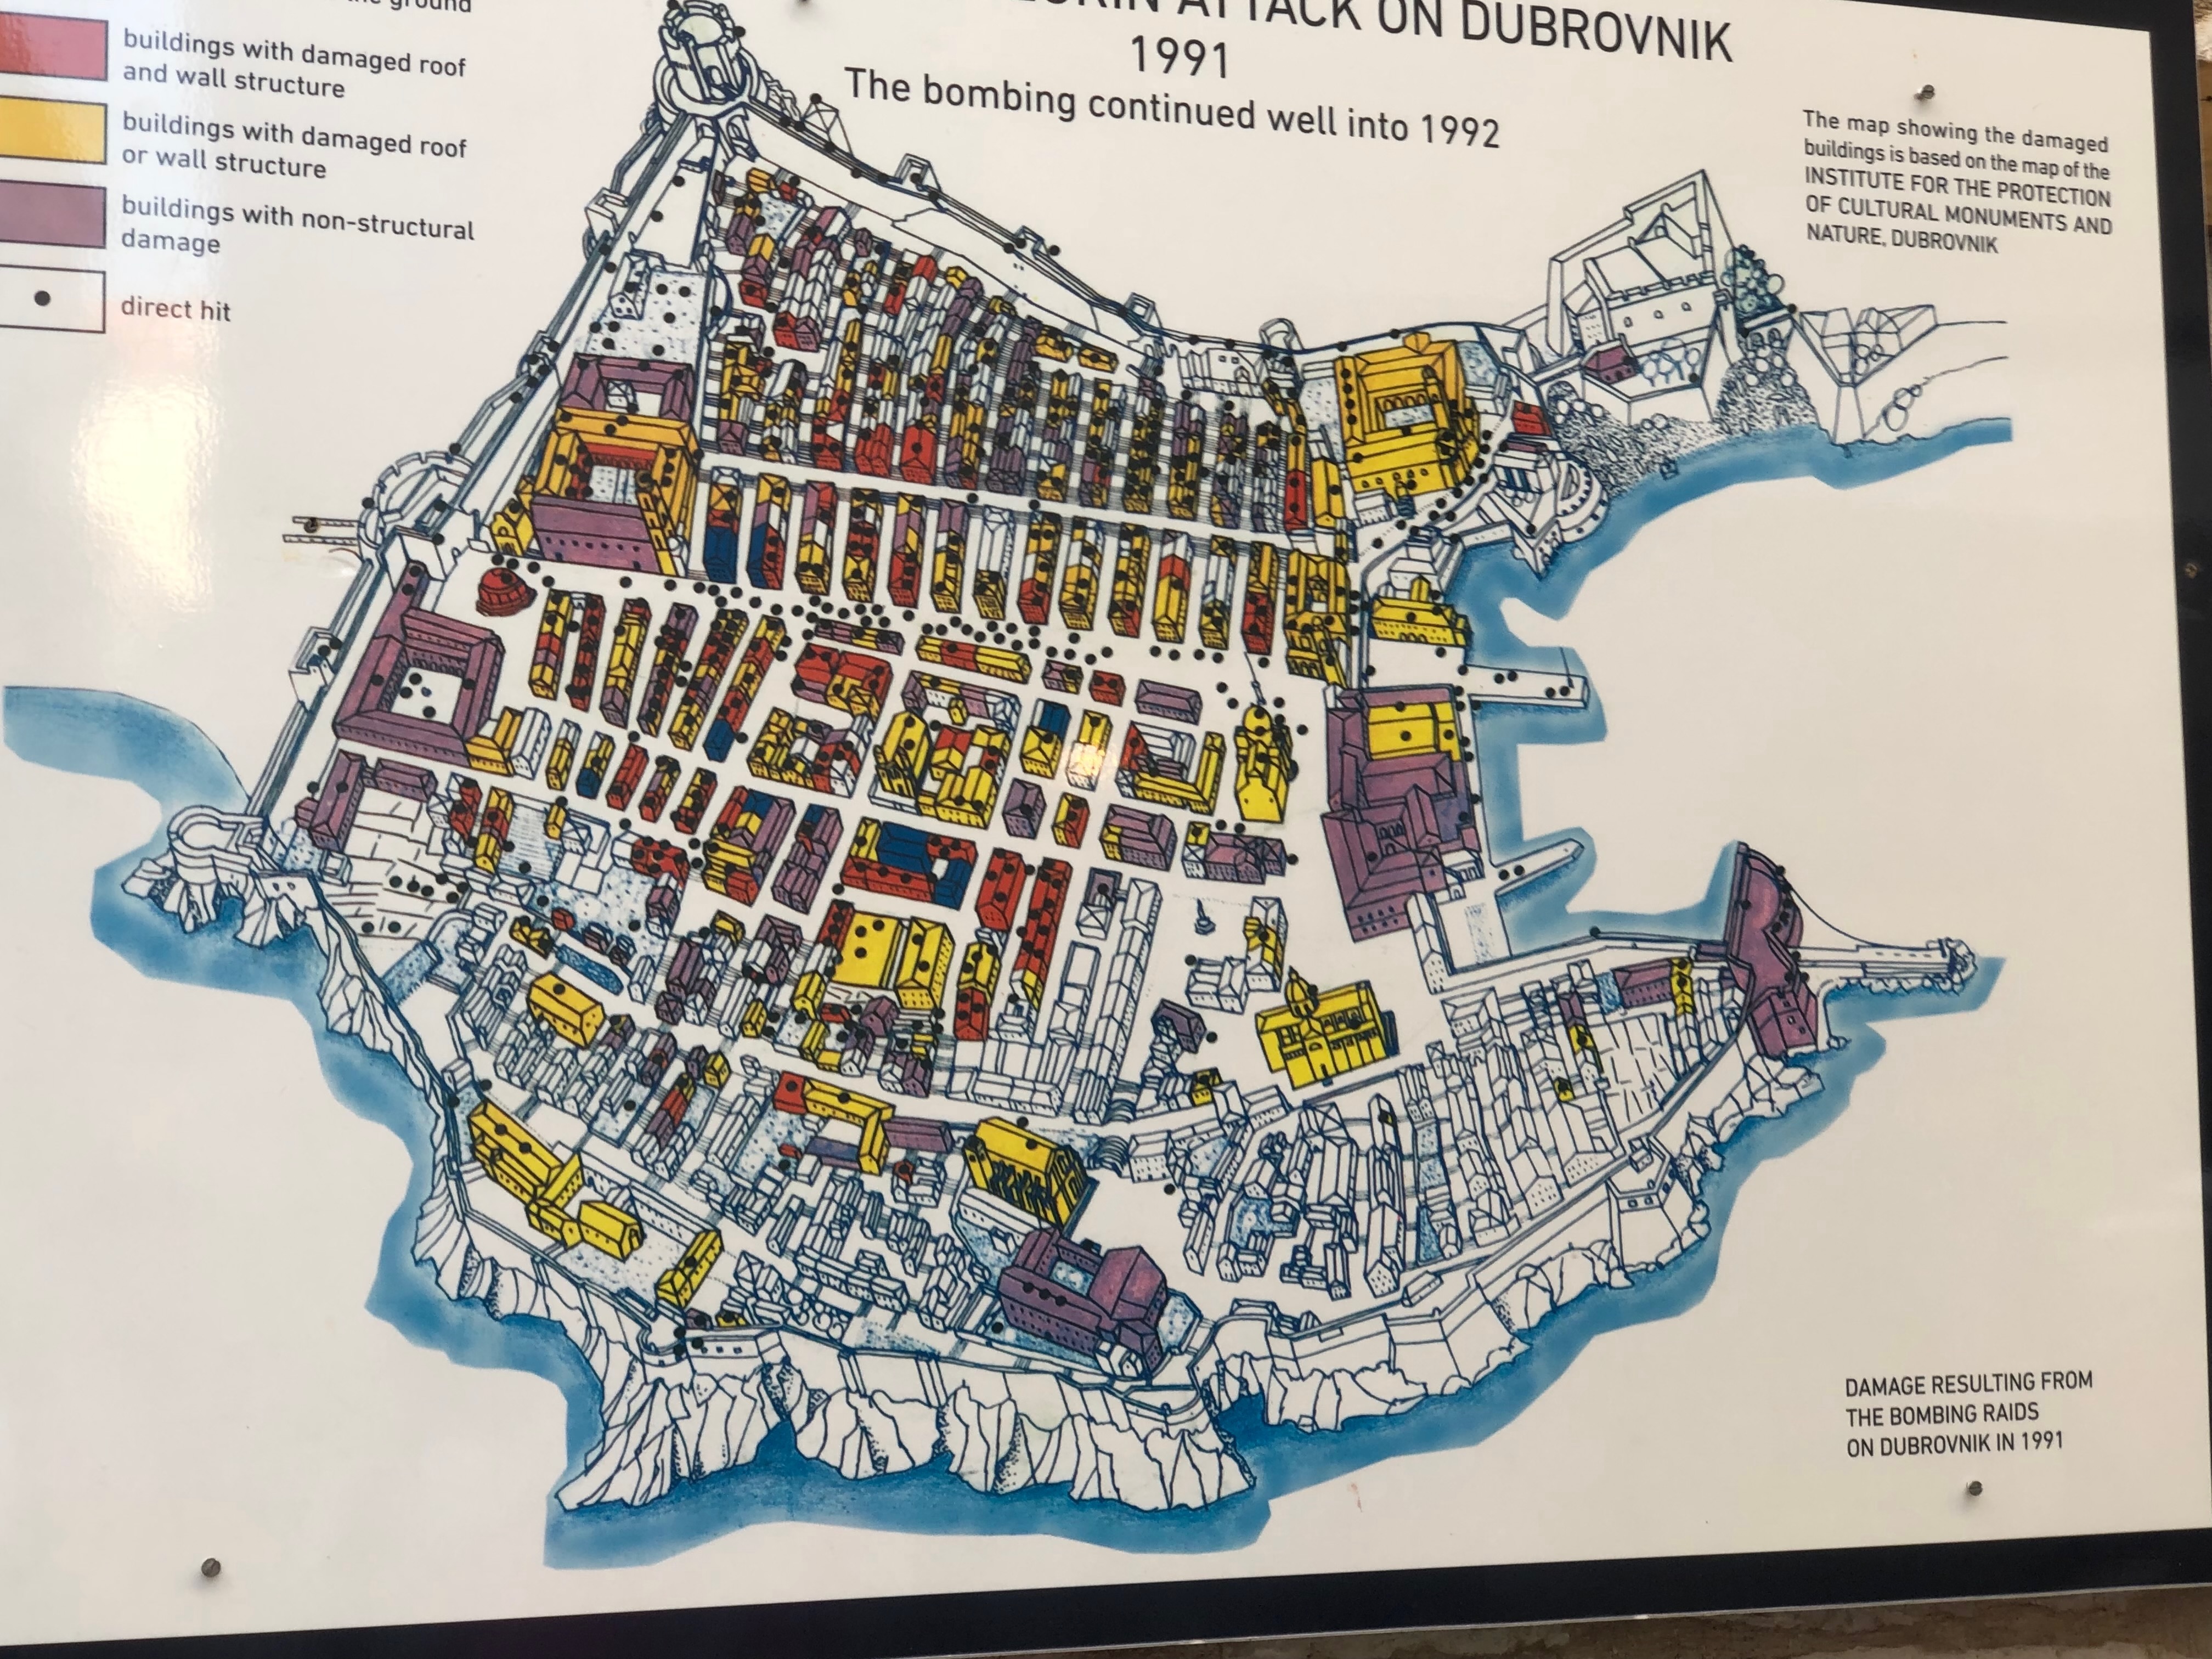 ground
buildings with damaged roof
and wall structure
buildings with damaged roof
or wall structure
buildings with non-structural
damage
direct hit
ATTACK ON DUBROVNIK
1991
The bombing continued well into 1992
The map showing the damaged
buildings is based on the map of the
INSTITUTE FOR THE PROTECTION
OF CULTURAL MONUMENTS AND
NATURE, DUBROVNIK
DAMAGE RESULTING FROM
THE BOMBING RAIDS
ON DUBROVNIK IN 1991